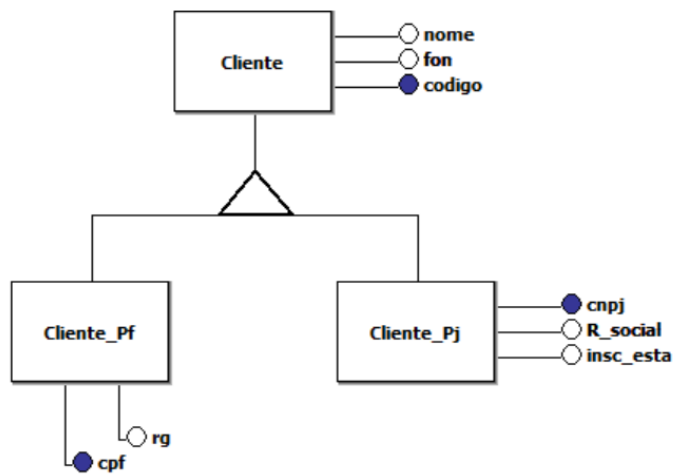 Cliente
nome
fon
codigo
Cliente_Pf
Cliente_Pj
cnpj
R_social
insc_esta
rg
cpf